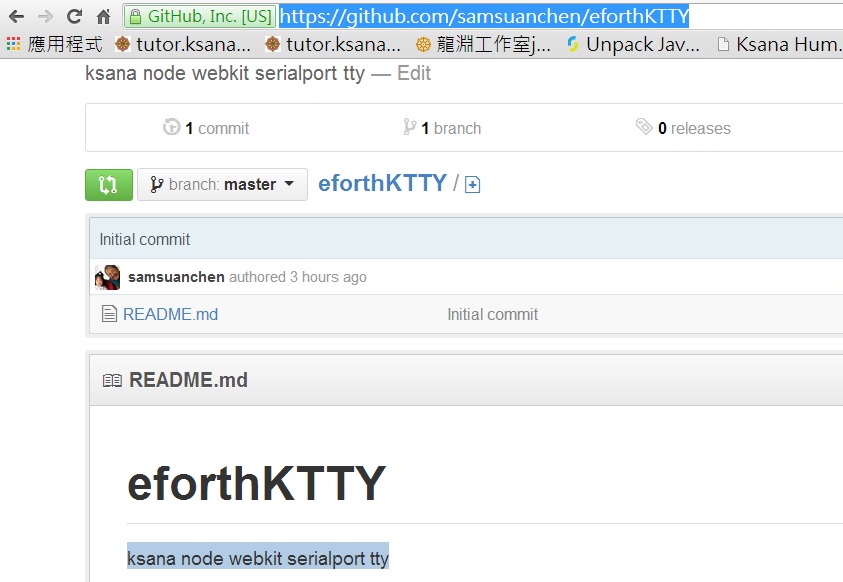 GitHub, Inc. [US] https://github.com/samsuanchen/eforthKTTY
應用程式 tutor.ksana... tutor.ksana... 龍淵工作室j... Unpack Jav... Ksana Hum.
ksana node webkit serialport tty — Edit
1 commit 1 branch 0 releases
branch: master eforthKTTY /
Initial commit
samsuanchen authored 3 hours ago
README.md Initial commit
README.md
eforthKTTY
ksana node webkit serialport tty